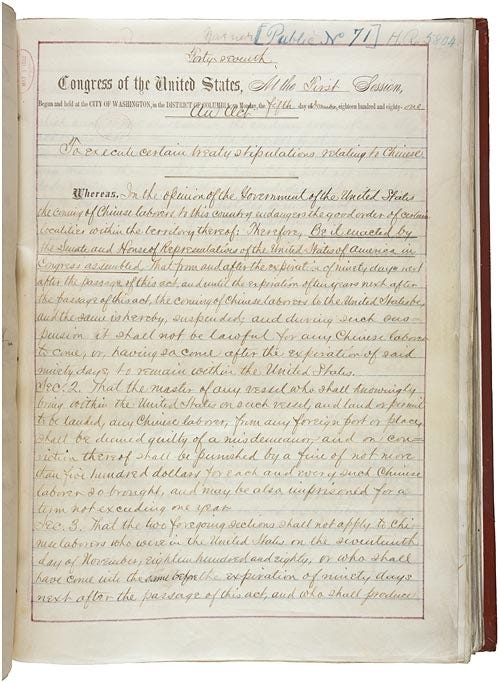 [Public No 71] H.R. 5804.
Forty-seventh
Congress of the United States, At the First Session,
Begun and held at the CITY OF WASHINGTON, in the DISTRICT OF COLUMBIA, on Monday, the fifth day of December, eighteen hundred and eighty-one
An Act
To execute certain treaty stipulations relating to Chinese.
Whereas, In the opinion of the Government of the United States
the coming of Chinese laborers to this country endangers the good order of certain
localities within the territory thereof: Therefore, Be it enacted by
the Senate and House of Representatives of the United States of America in
Congress assembled, That from and after the expiration of ninety days next
after the passage of this act, and until the expiration of ten years next after
the passage of this act, the coming of Chinese laborers to the United States be,
and the same is hereby, suspended; and during such sus-
pension it shall not be lawful for any Chinese laborer
to come, or, having so come after the expiration of said
ninety days, to remain within the United States.
Sec. 2. That the master of any vessel who shall knowingly
bring within the United States on such vessel, and land or permit
to be landed, any Chinese laborer, from any foreign port or place,
shall be deemed guilty of a misdemeanor, and on con-
viction thereof shall be punished by a fine of not more
than five hundred dollars for each and every such Chinese
laborer so brought, and may be also imprisoned for a
term not exceeding one year.
Sec. 3. That the two foregoing sections shall not apply to Chi-
nese laborers who were in the United States on the seventeenth
day of November, eighteen hundred and eighty, or who shall
have come into the same before the expiration of ninety days
next after the passage of this act, and who shall produce